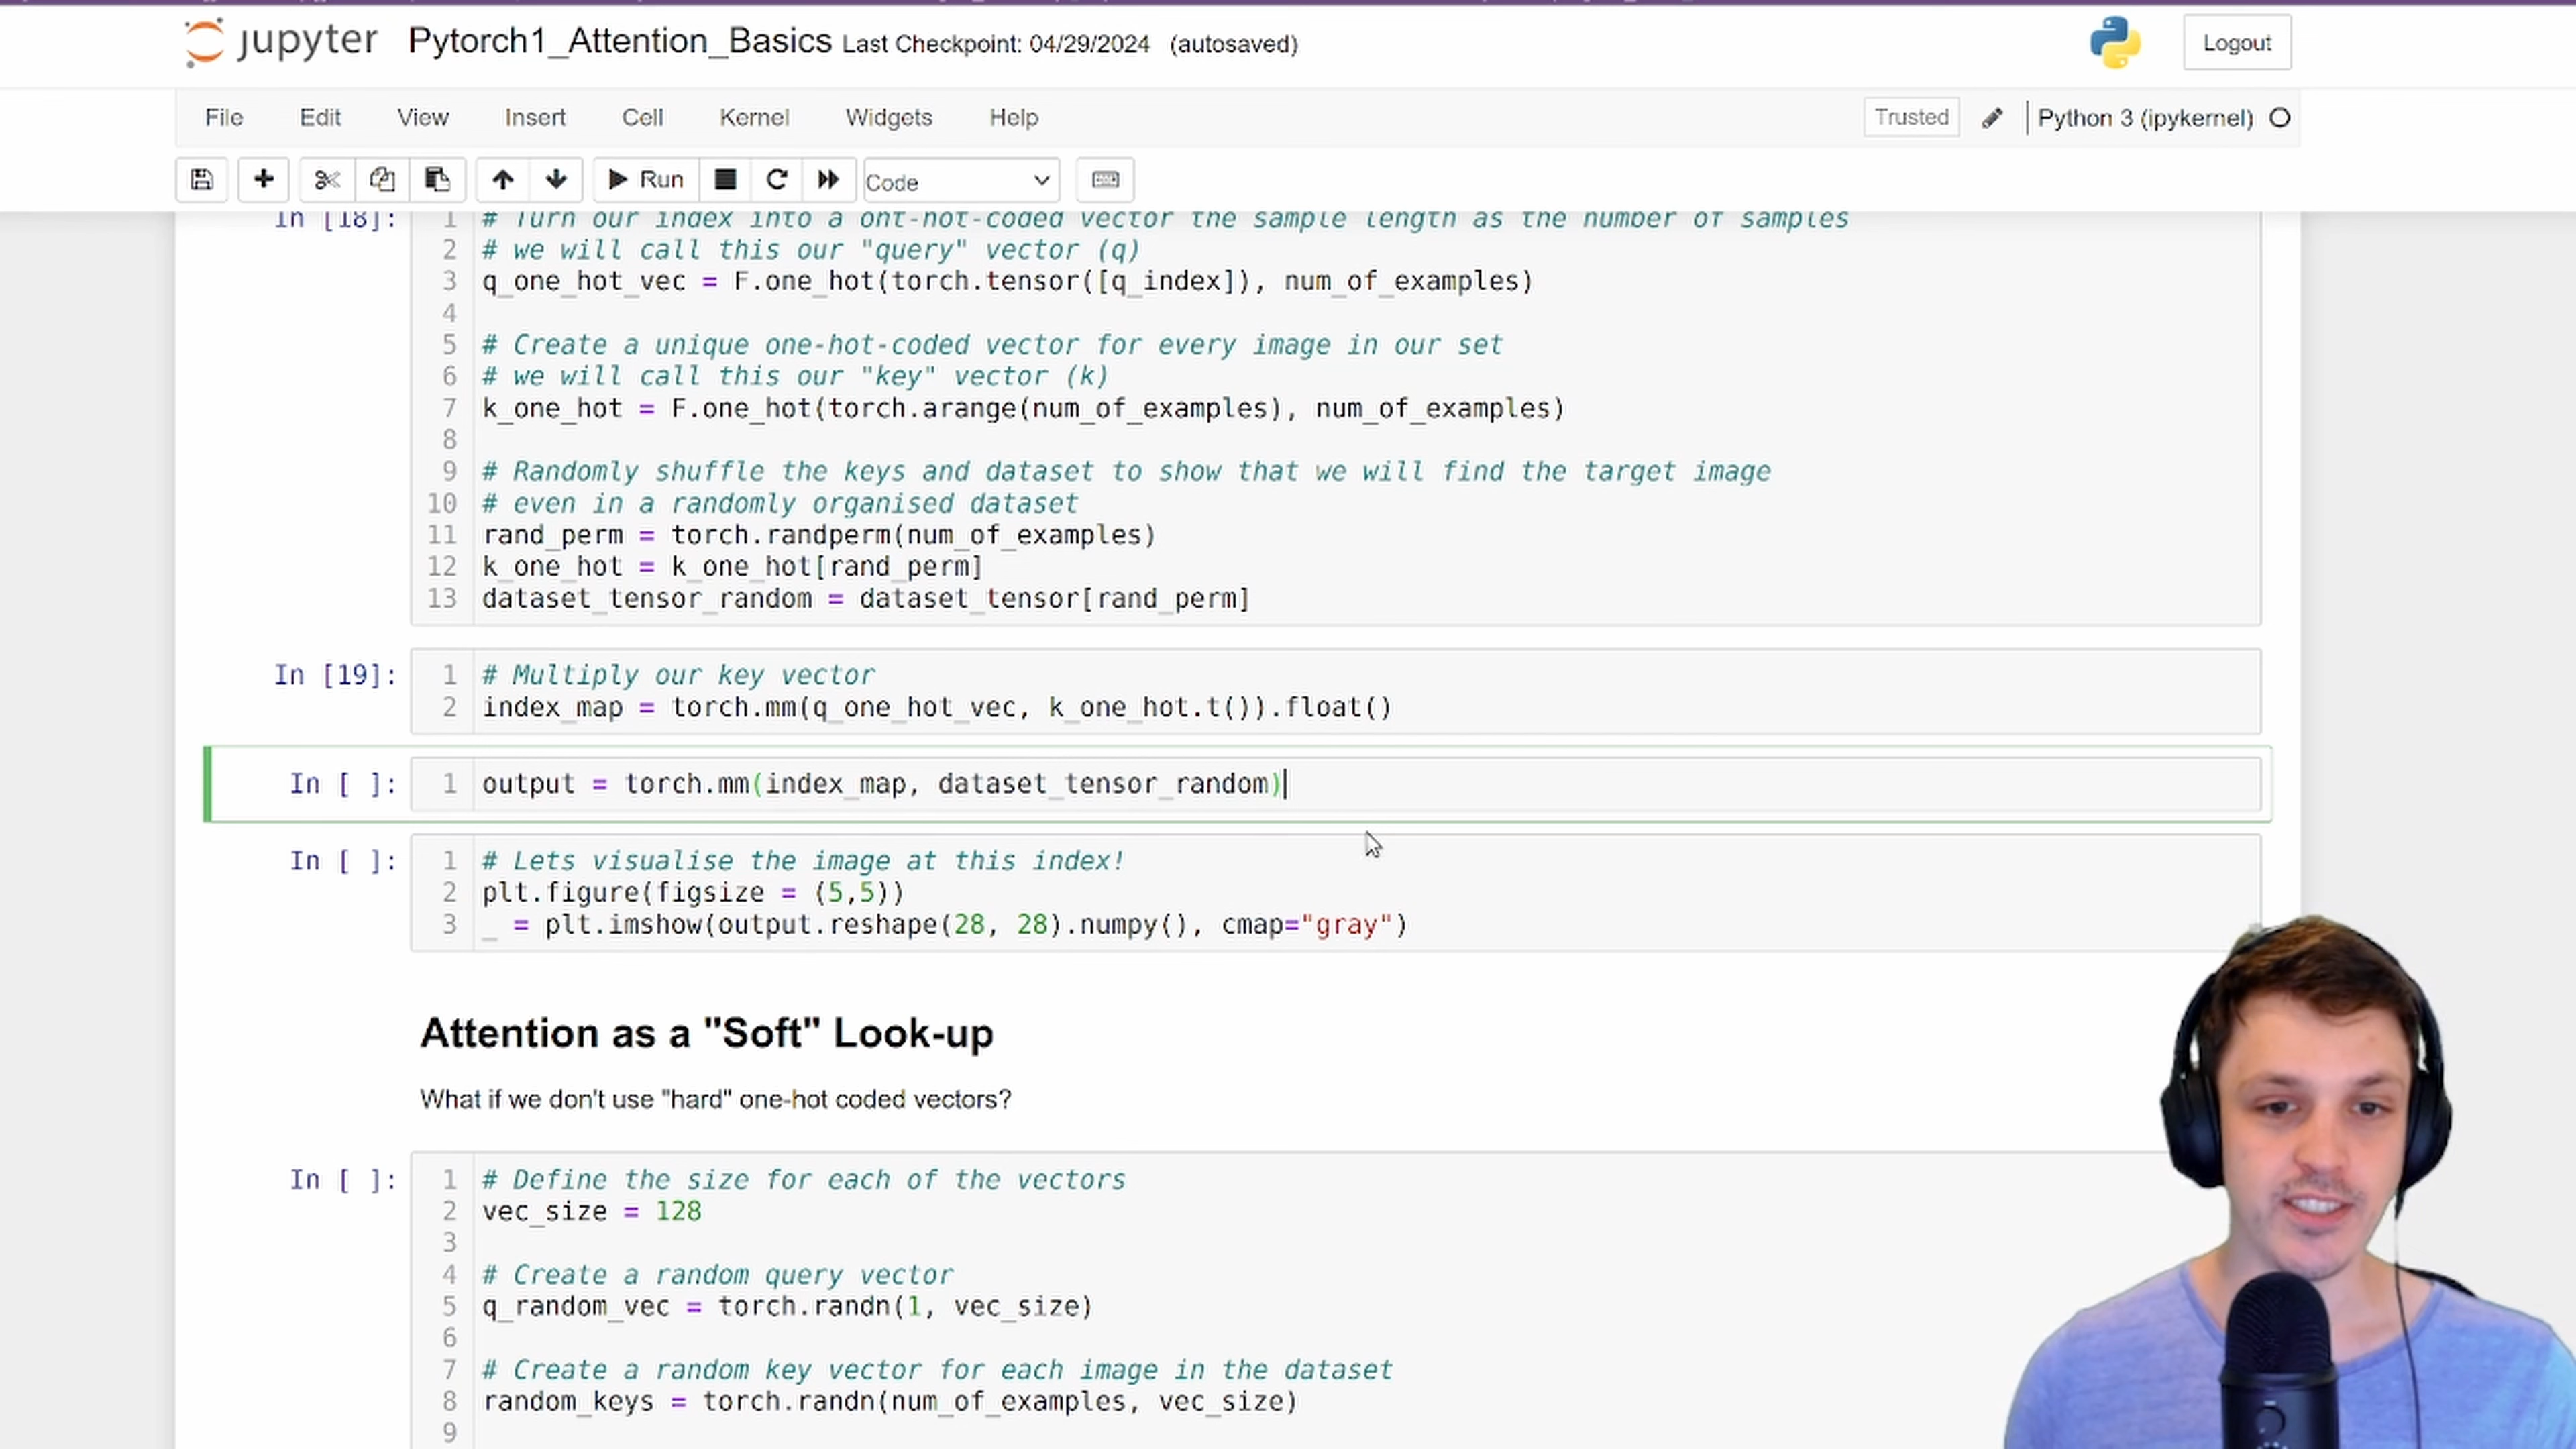 jupyter Pytorch1_Attention_Basics Last Checkpoint: 04/29/2024 (autosaved) Logout
File Edit View Insert Cell Kernel Widgets Help Trusted Python 3 (ipykernel)
Run Code
In [18]: 1 # Turn our index into a ont-hot-coded vector the sample length as the number of samples
2 # we will call this our "query" vector (q)
3 q_one_hot_vec = F.one_hot(torch.tensor([q_index]), num_of_examples)
4
5 # Create a unique one-hot-coded vector for every image in our set
6 # we will call this our "key" vector (k)
7 k_one_hot = F.one_hot(torch.arange(num_of_examples), num_of_examples)
8
9 # Randomly shuffle the keys and dataset to show that we will find the target image
10 # even in a randomly organised dataset
11 rand_perm = torch.randperm(num_of_examples)
12 k_one_hot = k_one_hot[rand_perm]
13 dataset_tensor_random = dataset_tensor[rand_perm]
In [19]: 1 # Multiply our key vector
2 index_map = torch.mm(q_one_hot_vec, k_one_hot.t()).float()
In [ ]: 1 output = torch.mm(index_map, dataset_tensor_random)
In [ ]: 1 # Lets visualise the image at this index!
2 plt.figure(figsize = (5,5))
3 _ = plt.imshow(output.reshape(28, 28).numpy(), cmap="gray")
Attention as a "Soft" Look-up
What if we don't use "hard" one-hot coded vectors?
In [ ]: 1 # Define the size for each of the vectors
2 vec_size = 128
3
4 # Create a random query vector
5 q_random_vec = torch.randn(1, vec_size)
6
7 # Create a random key vector for each image in the dataset
8 random_keys = torch.randn(num_of_examples, vec_size)
9